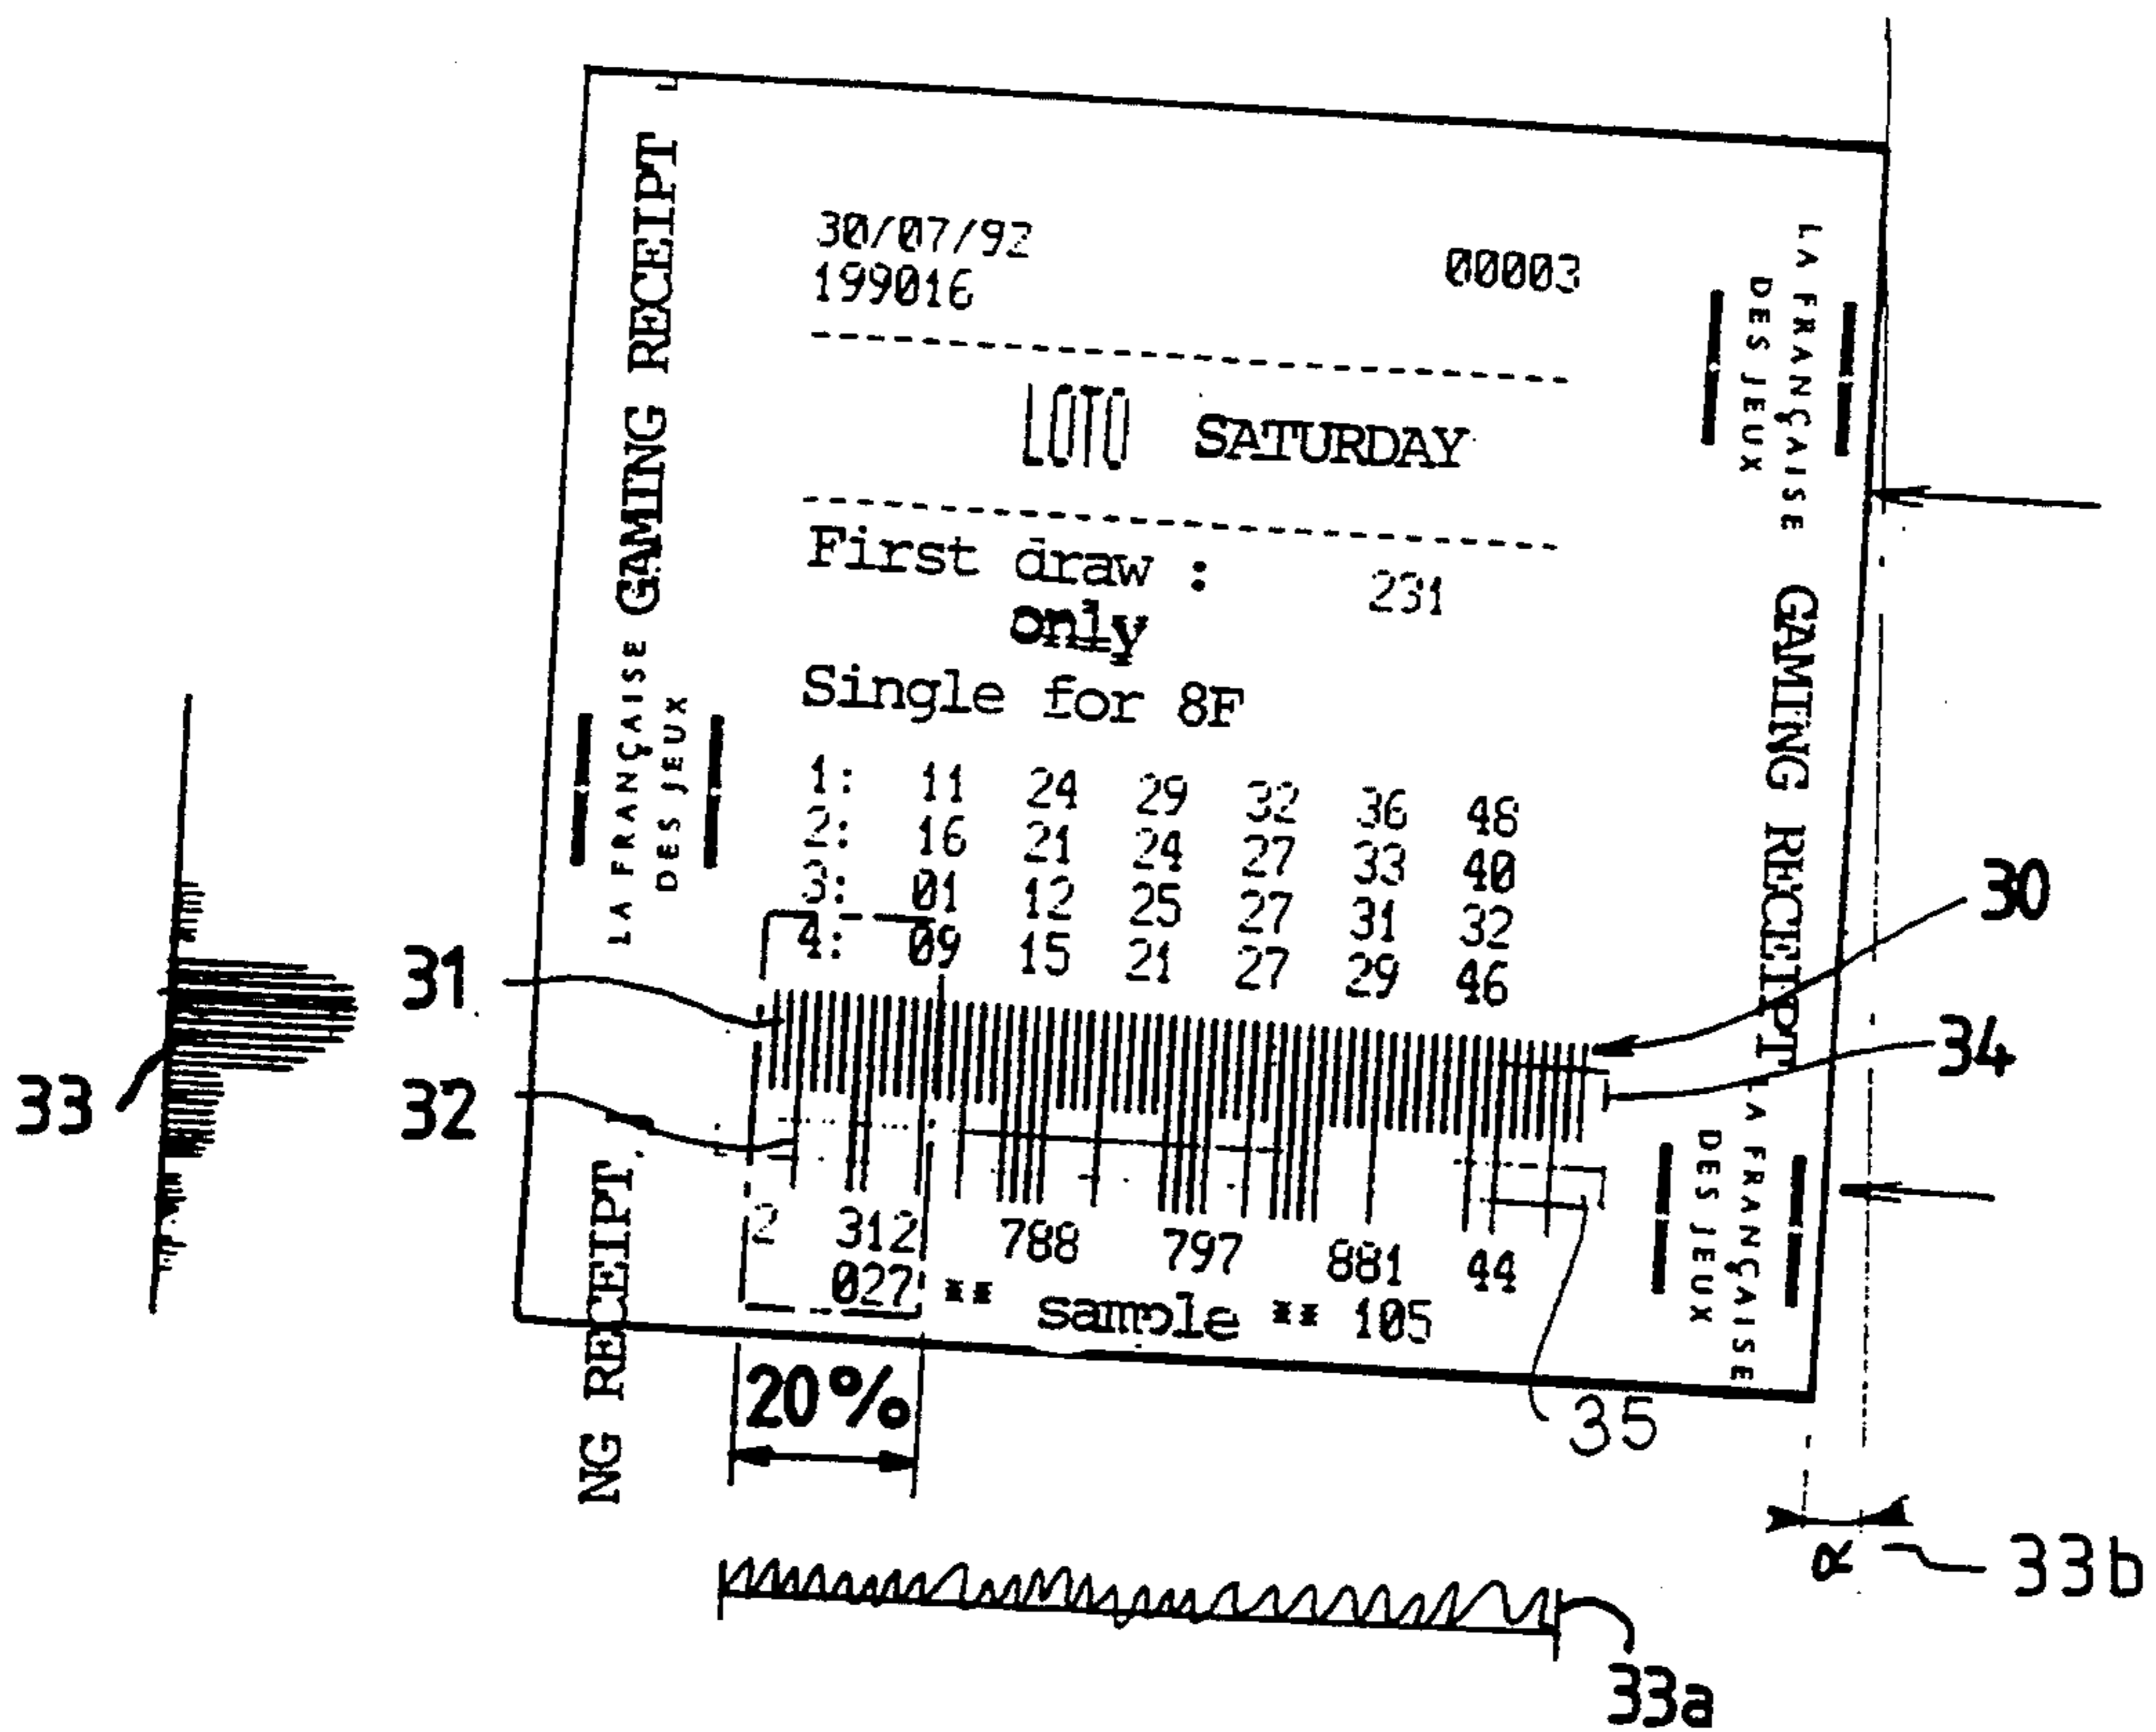 30/07/92 00003
199016
LOTO SATURDAY
First draw : 231
only
Single for 8F
1: 11 24 29 32 36 48
2: 16 21 24 27 33 40
3: 01 12 25 27 31 32
4: 09 15 21 27 29 46
2 312 788 797 881 44
027 ** sample ** 105
GAMING RECEIPT
LA FRANÇAISE
DES JEUX
NG RECEIPT
LA FRANÇAISE
DES JEUX
GAMING RECEIPT
LA FRANÇAISE
DES JEUX
31
32
33
30
34
20%
35
α
33b
33a